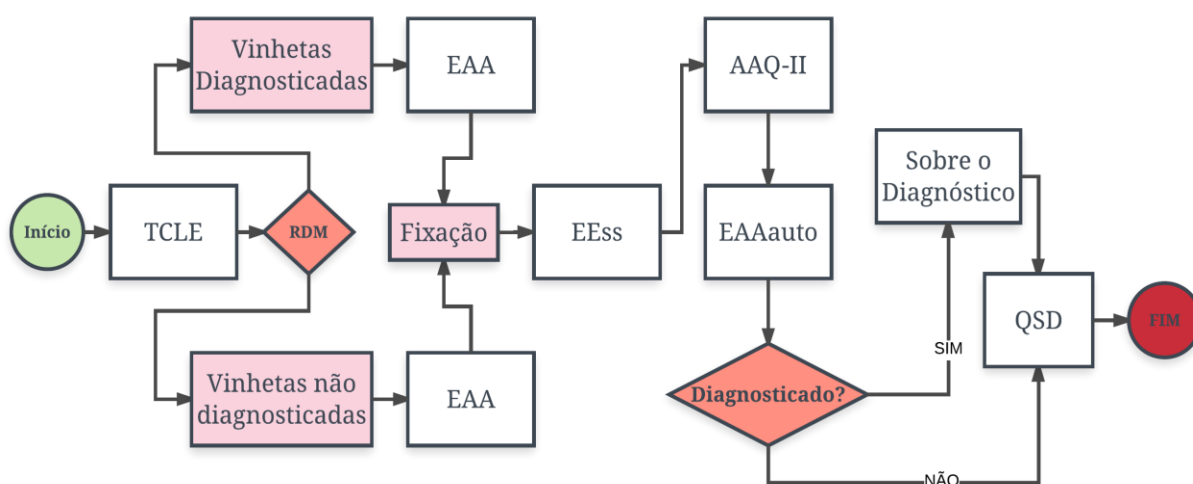 Início
TCLE
RDM
Vinhetas
Diagnosticadas
EAA
Vinhetas não
diagnosticadas
EAA
Fixação
EEss
AAQ-II
EAAauto
Diagnosticado?
SIM
Sobre o
Diagnóstico
NÃO
QSD
FIM